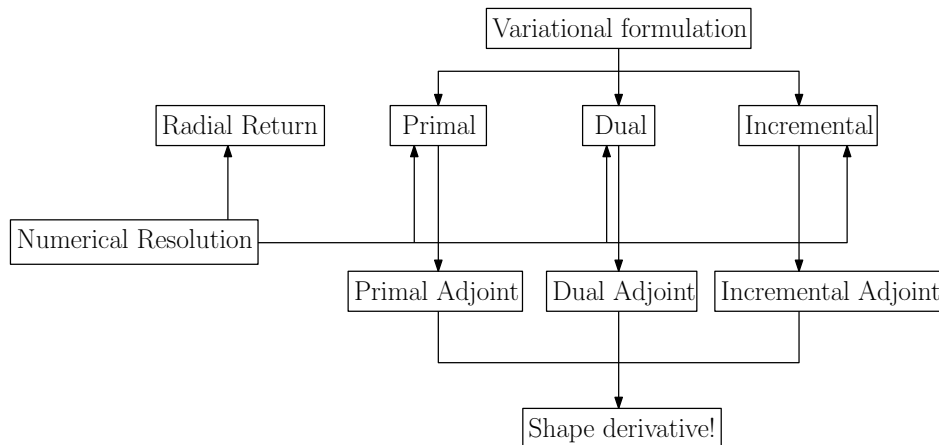 Variational formulation
Radial Return
Primal
Dual
Incremental
Numerical Resolution
Primal Adjoint
Dual Adjoint
Incremental Adjoint
Shape derivative!